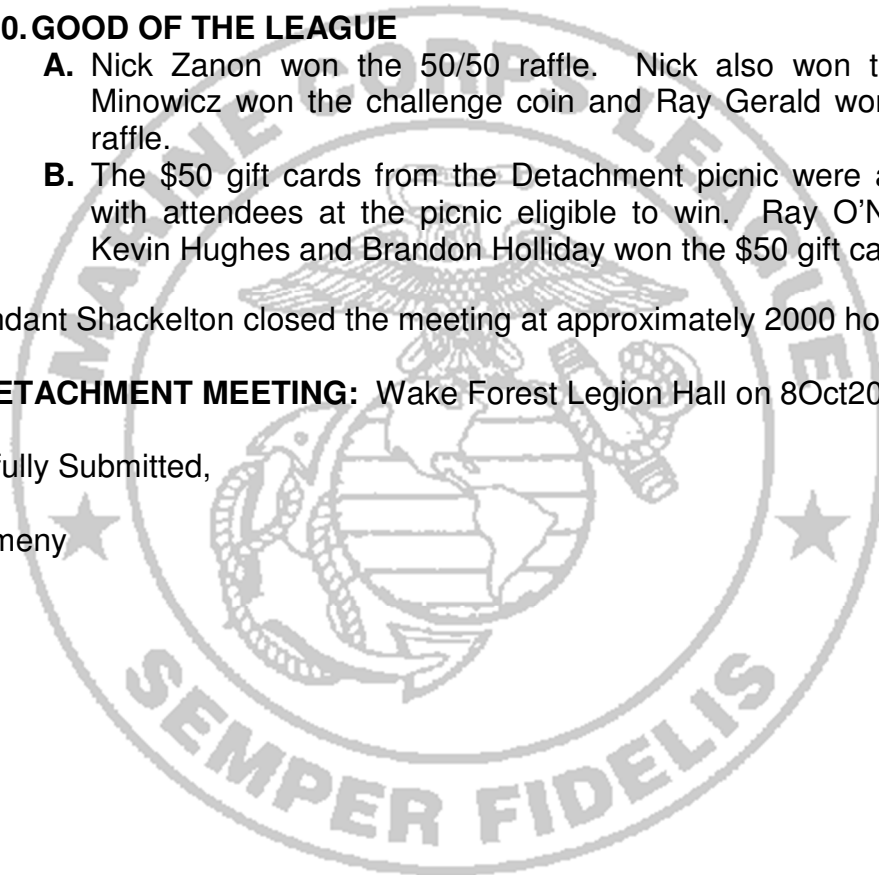 0. GOOD OF THE LEAGUE
A. Nick Zanon won the 50/50 raffle. Nick also won t
Minowicz won the challenge coin and Ray Gerald wor
raffle.
B. The $50 gift cards from the Detachment picnic were a
with attendees at the picnic eligible to win. Ray O’N
Kevin Hughes and Brandon Holliday won the $50 gift ca
ndant Shackelton closed the meeting at approximately 2000 ho
ETACHMENT MEETING: Wake Forest Legion Hall on 8Oct20
fully Submitted,
meny
MARINE CORPS LEAGUE
SEMPER FIDELIS